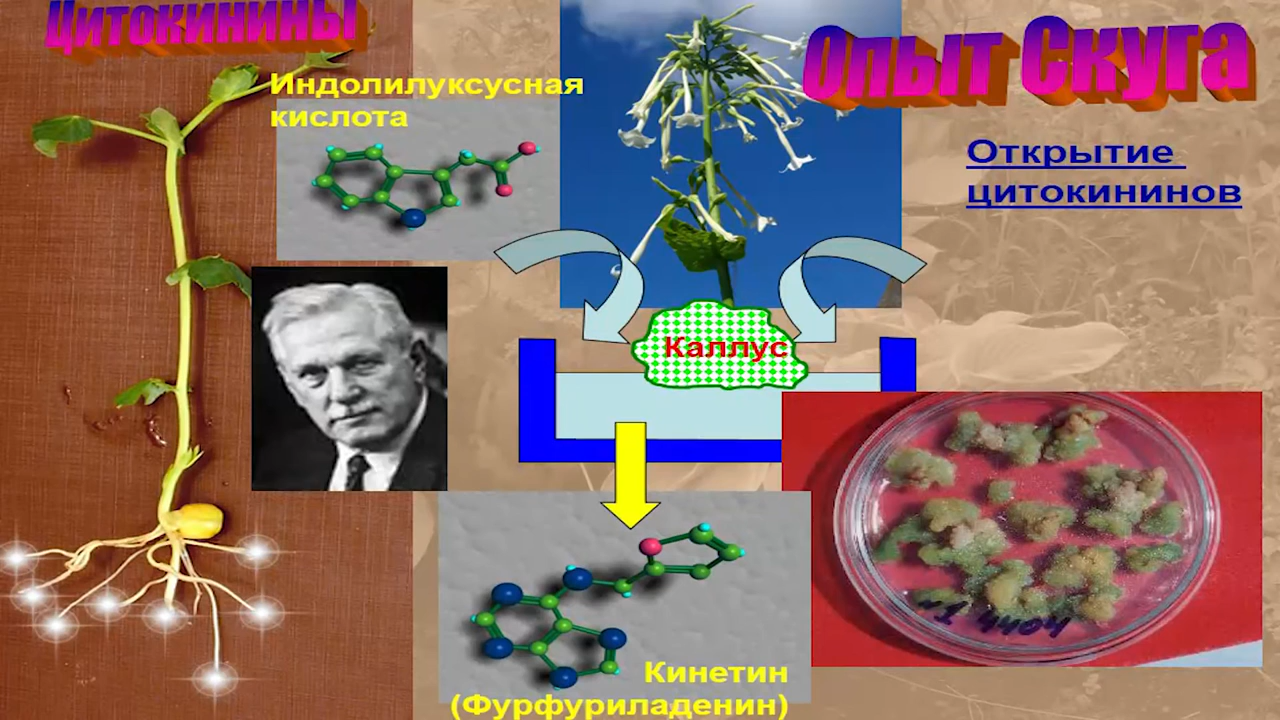 Цитокинины
Опыт Скуга
Индолилуксусная
кислота
Открытие
цитокининов
Каллус
Кинетин
(Фурфуриладенин)